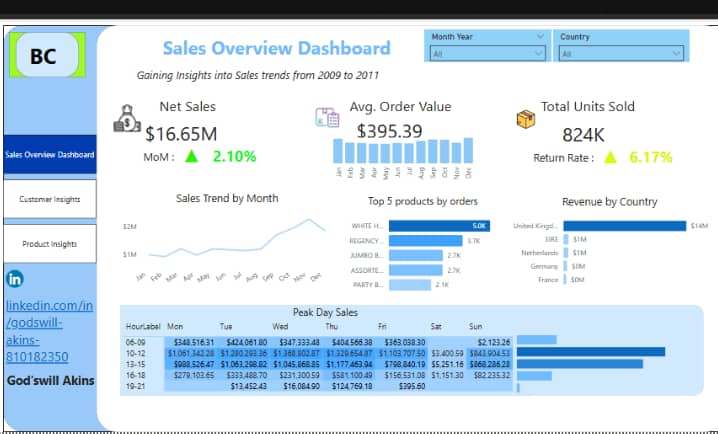 BC
Sales Overview Dashboard
Gaining Insights into Sales trends from 2009 to 2011
Month Year
All
Country
All
Net Sales
$16.65M
MoM : 2.10%
Avg. Order Value
$395.39
Jan Feb Mar Apr May Jun Jul Aug Sep Oct Nov Dec
Total Units Sold
824K
Return Rate : 6.17%
Sales Overview Dashboard
Customer Insights
Product Insights
in
linkedin.com/in
/godswill-
akins-
810182350
God'swill Akins
Sales Trend by Month
$2M
$1M
Jan Feb Mar Apr May Jun Jul Aug Sep Oct Nov Dec
Top 5 products by orders
WHITE H... 5.0K
REGENCY... 3.7K
JUMBO B... 2.7K
ASSORTE... 2.7K
PARTY B... 2.1K
Revenue by Country
United Kingd... $14M
EIRE $1M
Netherlands $1M
Germany $0M
France $0M
Peak Day Sales
HourLabel Mon Tue Wed Thu Fri Sat Sun
06-09 $348,516.31 $424,061.80 $347,333.48 $404,566.38 $363,038.30 $2,123.26
10-12 $1,061,342.28 $1,280,293.36 $1,368,802.87 $1,329,654.87 $1,103,707.50 $3,400.59 $843,904.53
13-15 $988,526.47 $1,063,298.82 $1,045,868.85 $1,177,463.94 $798,840.19 $5,251.16 $868,286.28
16-18 $279,103.65 $333,488.70 $231,300.59 $581,100.49 $156,531.08 $1,151.30 $82,235.32
19-21 $13,452.43 $16,084.90 $124,769.18 $395.60